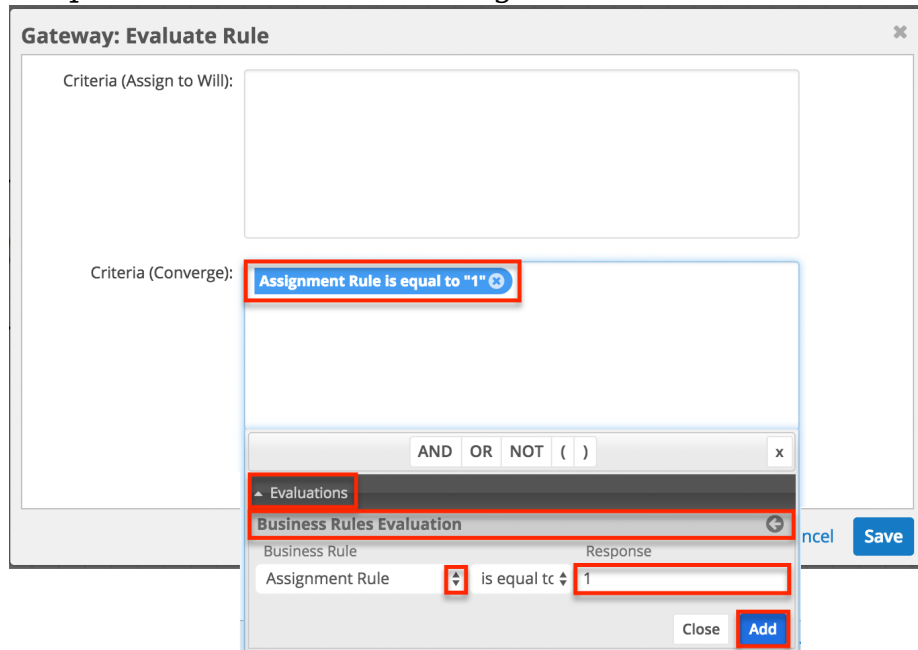 Gateway: Evaluate Rule
Criteria (Assign to Will):
Criteria (Converge):
Assignment Rule is equal to "1"
AND OR NOT ( ) x
Evaluations
Business Rules Evaluation
ncel Save
Business Rule Response
Assignment Rule is equal tc 1
Close Add